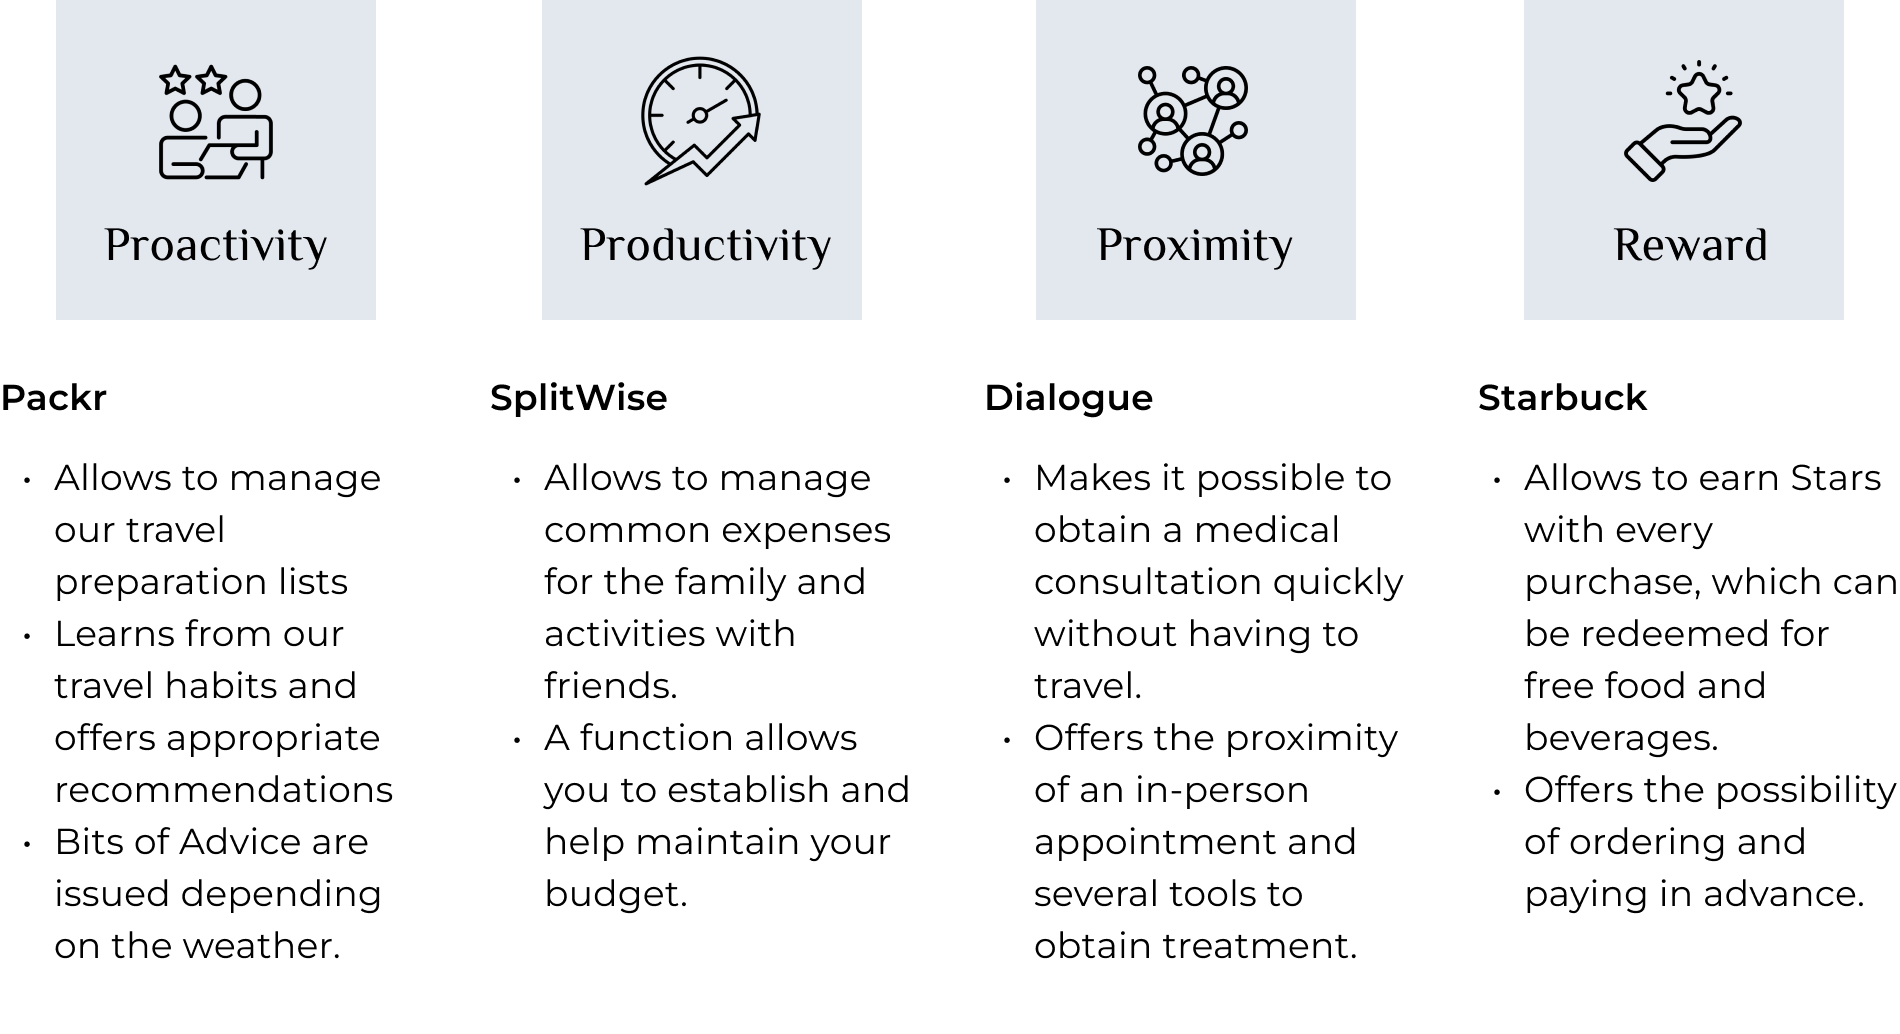 Proactivity
Productivity
Proximity
Reward
Packr
• Allows to manage
our travel
preparation lists
• Learns from our
travel habits and
offers appropriate
recommendations
• Bits of Advice are
issued depending
on the weather.
SplitWise
• Allows to manage
common expenses
for the family and
activities with
friends.
• A function allows
you to establish and
help maintain your
budget.
Dialogue
• Makes it possible to
obtain a medical
consultation quickly
without having to
travel.
• Offers the proximity
of an in-person
appointment and
several tools to
obtain treatment.
Starbuck
• Allows to earn Stars
with every
purchase, which can
be redeemed for
free food and
beverages.
• Offers the possibility
of ordering and
paying in advance.